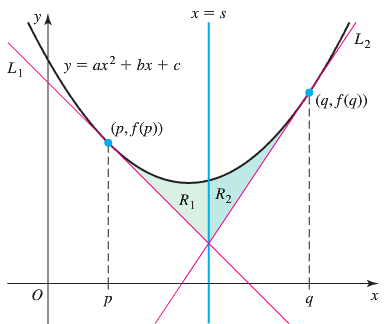 x = s
y
L₂
L₁
y = ax² + bx + c
(q, f(q))
(p, f(p))
R₁
R₂
O
p
q
x